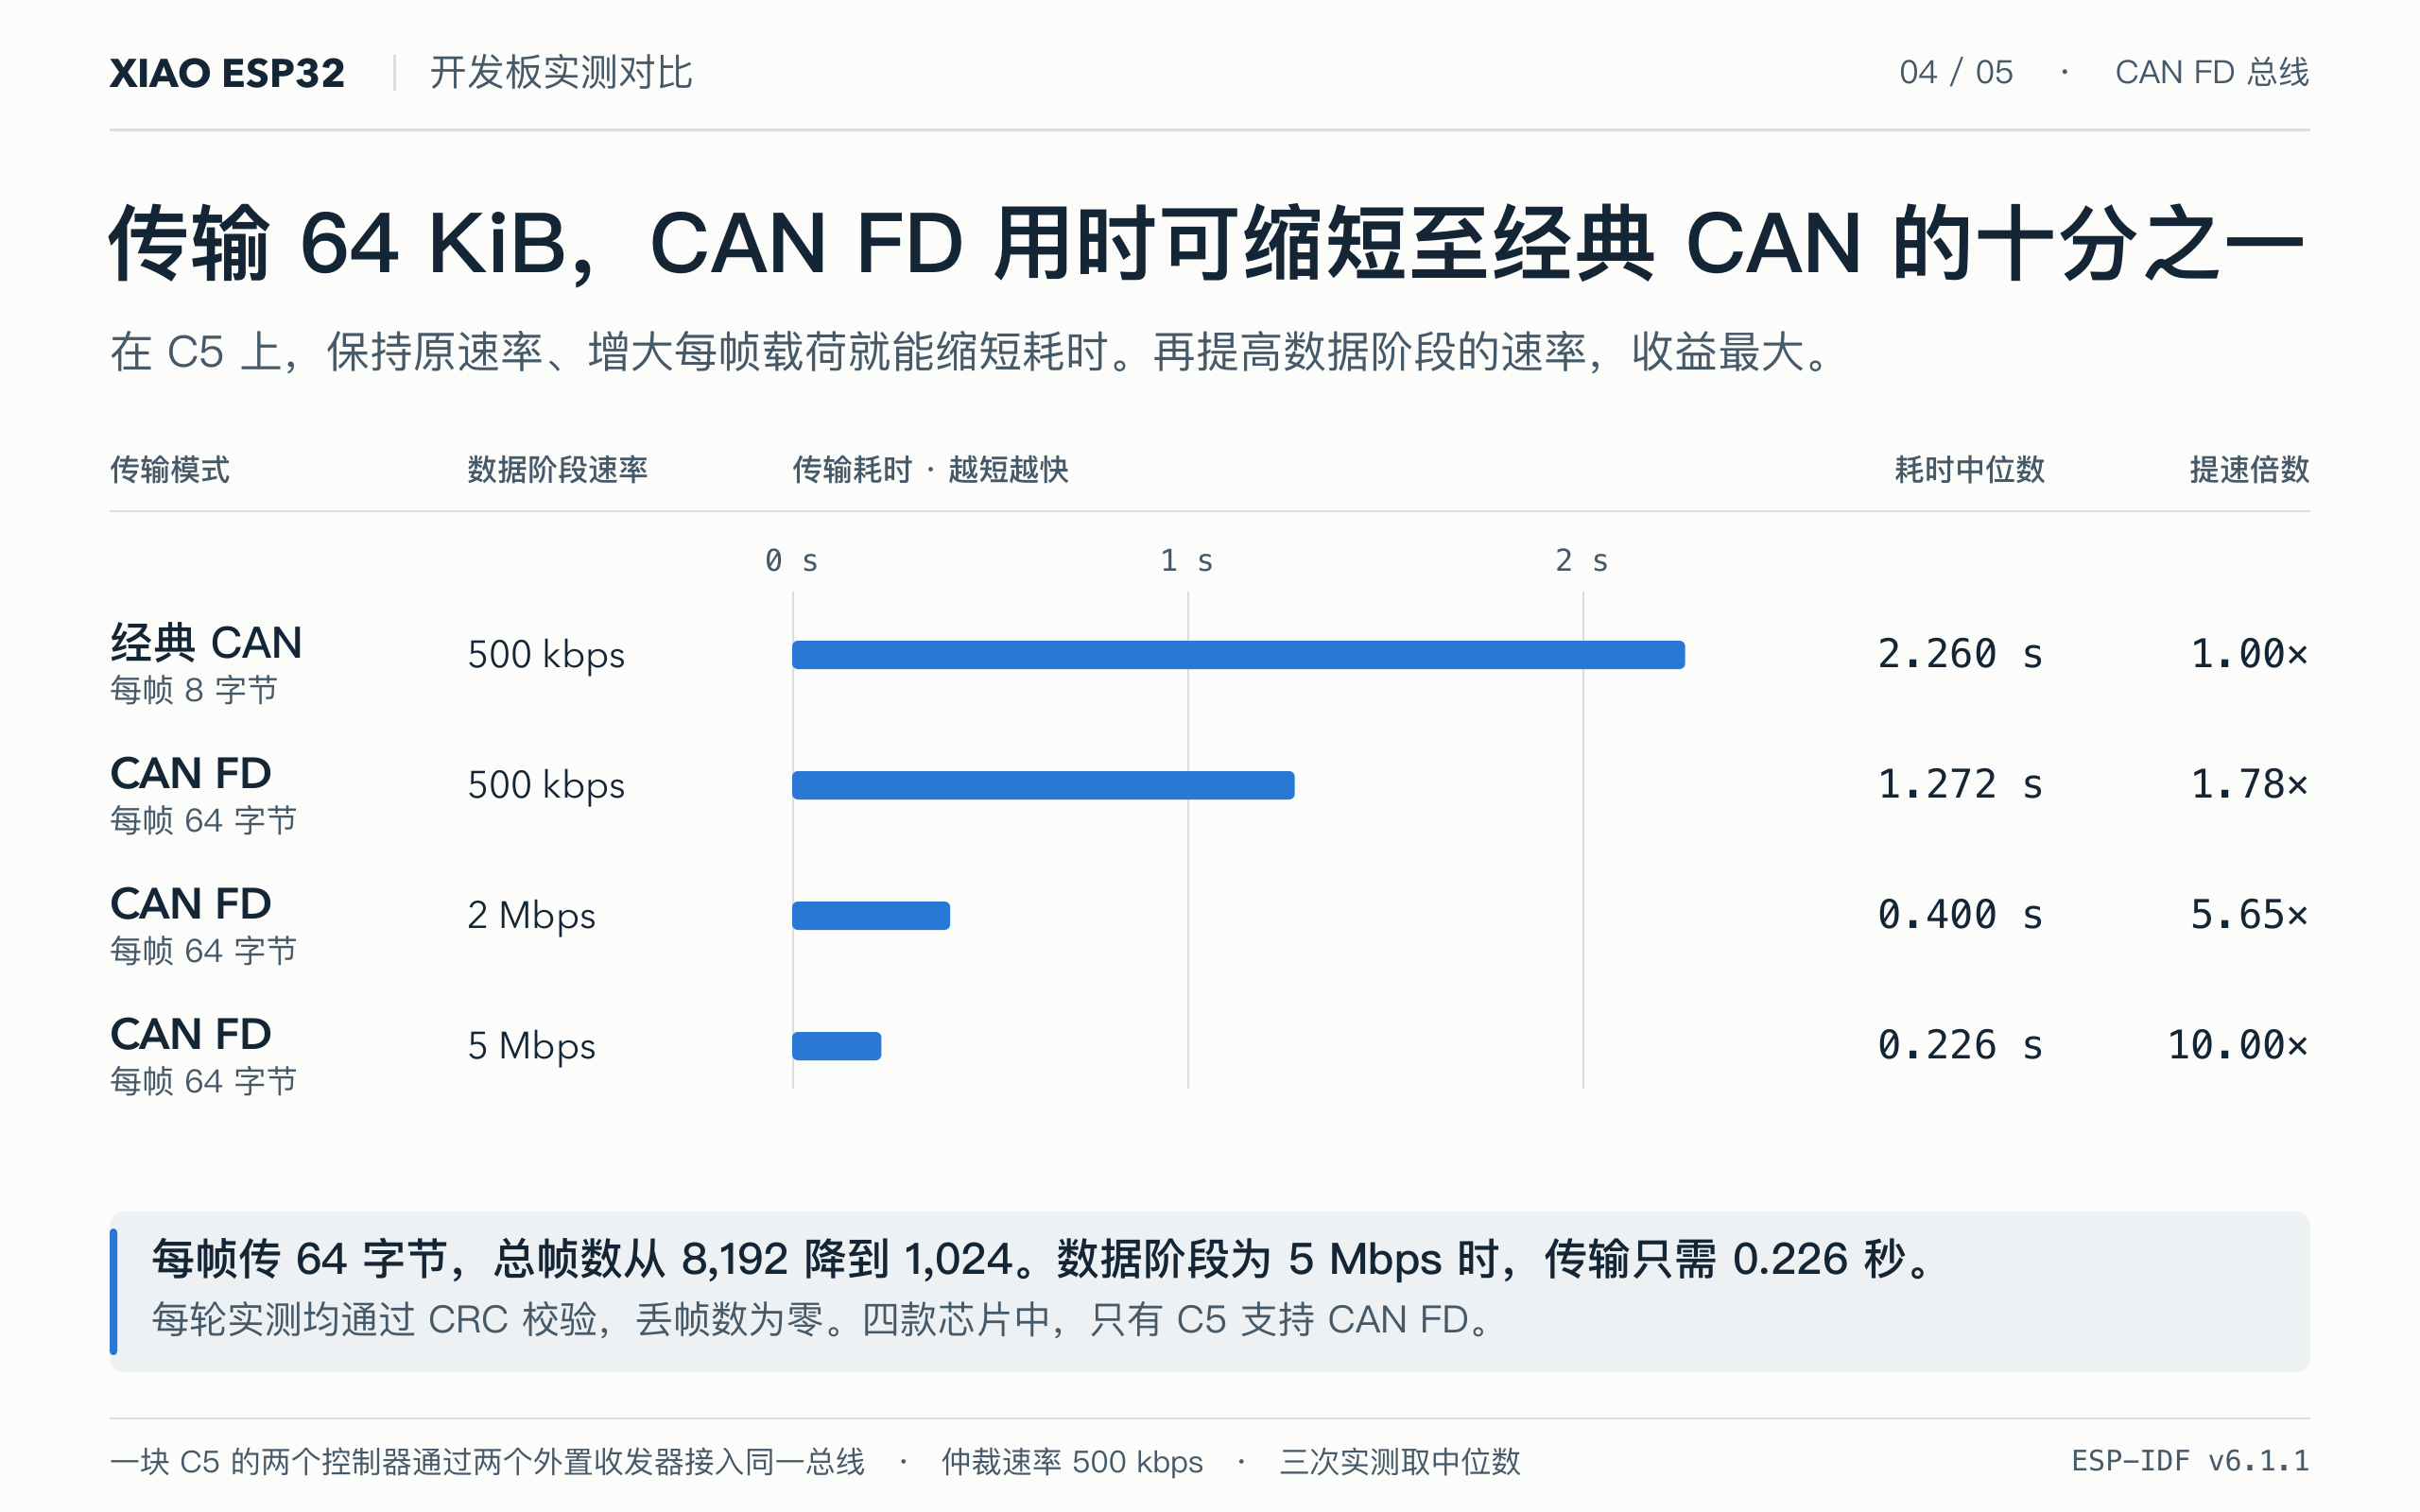 XIAO ESP32 | 开发板实测对比
04 / 05 · CAN FD 总线
传输 64 KiB，CAN FD 用时可缩短至经典 CAN 的十分之一
在 C5 上，保持原速率、增大每帧载荷就能缩短耗时。再提高数据阶段的速率，收益最大。
传输模式 数据阶段速率 传输耗时 · 越短越快 耗时中位数 提速倍数
0 s 1 s 2 s
经典 CAN 500 kbps 2.260 s 1.00×
每帧 8 字节
CAN FD 500 kbps 1.272 s 1.78×
每帧 64 字节
CAN FD 2 Mbps 0.400 s 5.65×
每帧 64 字节
CAN FD 5 Mbps 0.226 s 10.00×
每帧 64 字节
每帧传 64 字节，总帧数从 8,192 降到 1,024。数据阶段为 5 Mbps 时，传输只需 0.226 秒。
每轮实测均通过 CRC 校验，丢帧数为零。四款芯片中，只有 C5 支持 CAN FD。
一块 C5 的两个控制器通过两个外置收发器接入同一总线 · 仲裁速率 500 kbps · 三次实测取中位数
ESP-IDF v6.1.1